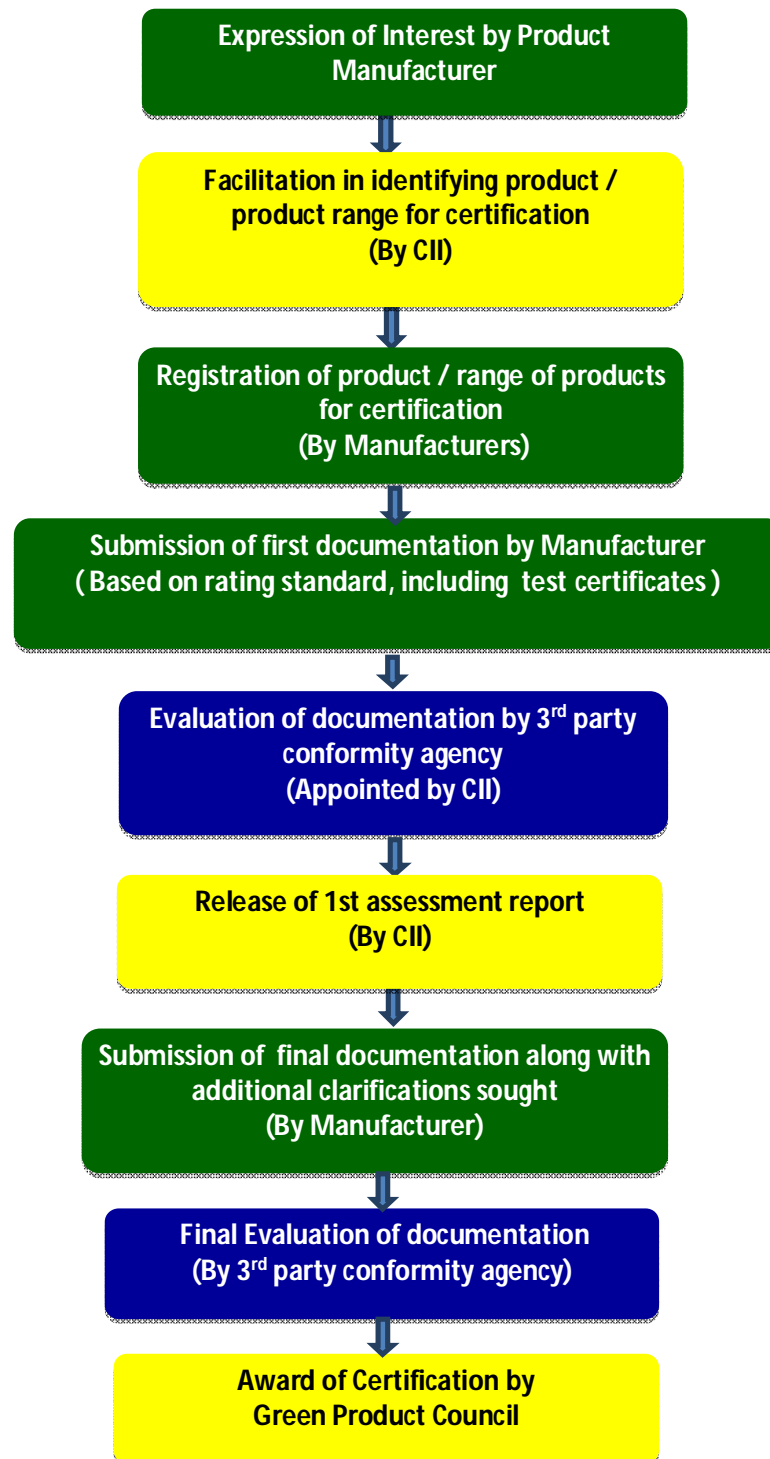 Expression of Interest by Product
Manufacturer
Facilitation in identifying product /
product range for certification
(By CII)
Registration of product / range of products
for certification
(By Manufacturers)
Submission of first documentation by Manufacturer
( Based on rating standard, including test certificates )
Evaluation of documentation by 3rd party
conformity agency
(Appointed by CII)
Release of 1st assessment report
(By CII)
Submission of final documentation along with
additional clarifications sought
(By Manufacturer)
Final Evaluation of documentation
(By 3rd party conformity agency)
Award of Certification by
Green Product Council